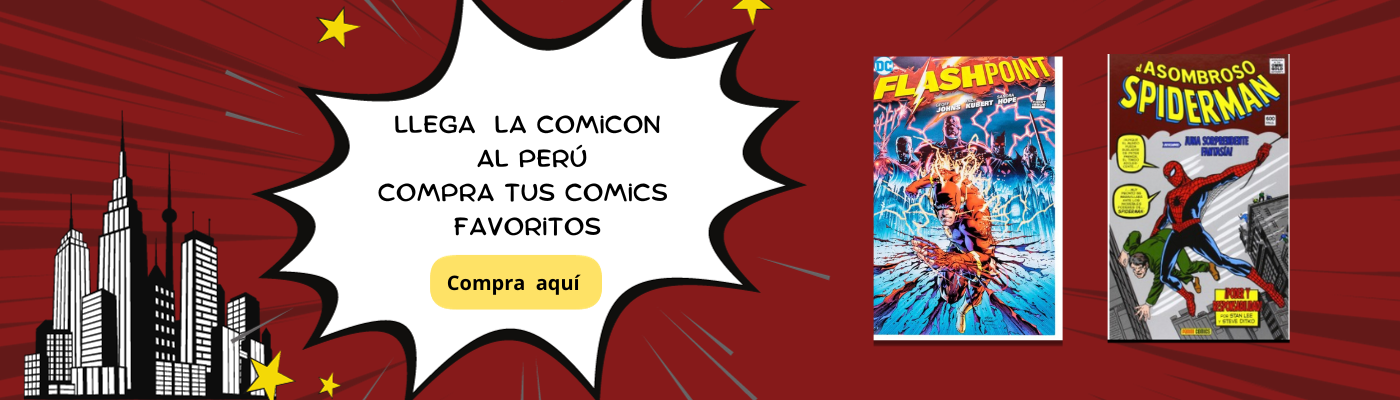 LLEGA LA COMiCON
AL PERÚ
COMPRA TUS COMiCS
FAVORiTOS
Compra aquí
DC
FLASHPOINT
JOHNS KUBERT HOPE
1
el ASOMBROSO
SPIDERMAN
¡UNA SORPRENDENTE
FANTASÍA!
POR STAN LEE
Y STEVE DITKO
PANINI COMICS